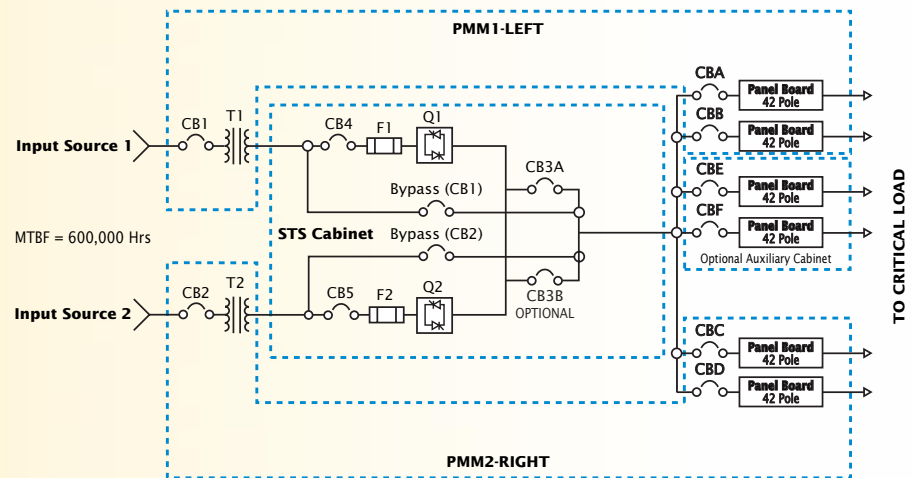 PMM1-LEFT
CBA
Panel Board
42 Pole
CBB
Panel Board
42 Pole
CB1
T1
CB4
F1
Q1
Input Source 1
CB3A
CBE
Panel Board
42 Pole
Bypass (CB1)
CBF
Panel Board
42 Pole
MTBF = 600,000 Hrs
STS Cabinet
Bypass (CB2)
Optional Auxiliary Cabinet
TO CRITICAL LOAD
CB2
T2
CB5
F2
Q2
CB3B
OPTIONAL
Input Source 2
CBC
Panel Board
42 Pole
CBD
Panel Board
42 Pole
PMM2-RIGHT